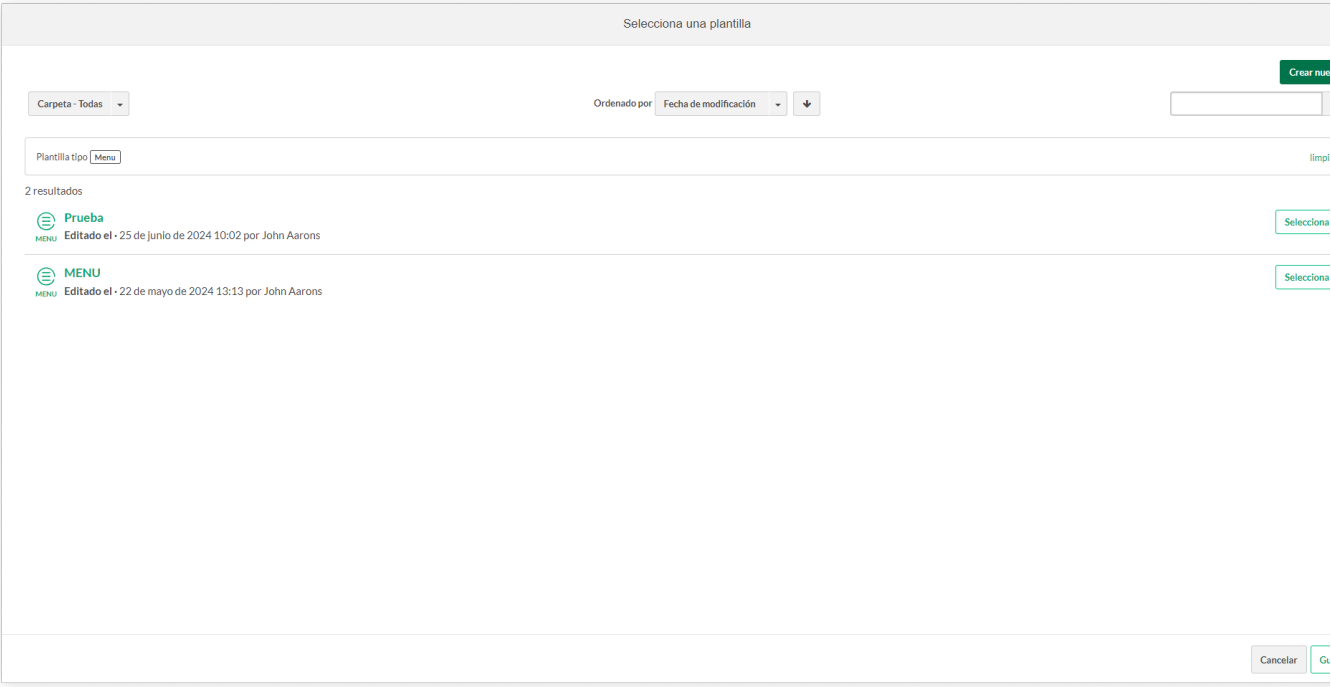 Selecciona una plantilla
Crear nue
Carpeta - Todas
Ordenado por Fecha de modificación
Plantilla tipo Menu
limpi
2 resultados
Prueba
MENU Editado el · 25 de junio de 2024 10:02 por John Aarons
Selecciona
MENU
MENU Editado el · 22 de mayo de 2024 13:13 por John Aarons
Selecciona
Cancelar
Gu